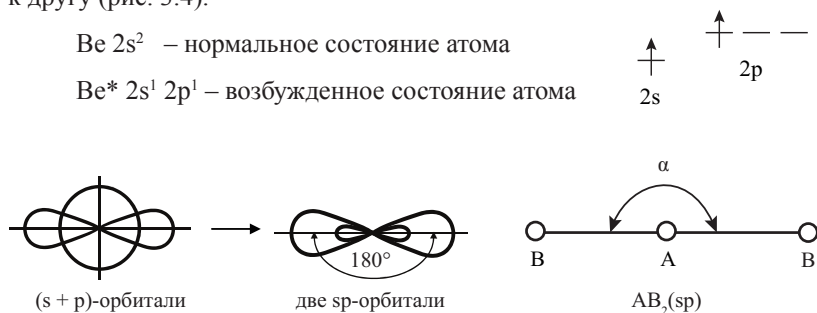 к другу (рис. 3.4).
Be 2s² – нормальное состояние атома
Be* 2s¹ 2p¹ – возбужденное состояние атома
2s
2p
180°
α
B A B
(s + p)-орбитали
две sp-орбитали
AB₂(sp)